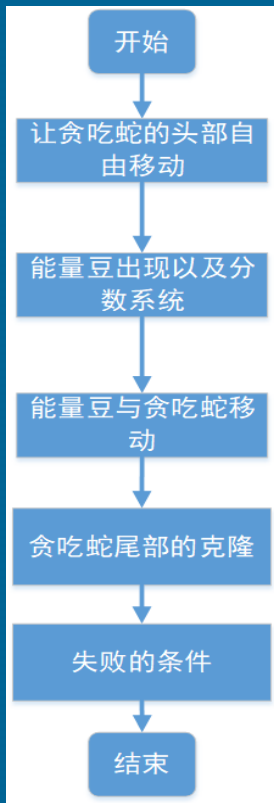 开始
让贪吃蛇的头部自
由移动
能量豆出现以及分
数系统
能量豆与贪吃蛇移
动
贪吃蛇尾部的克隆
失败的条件
结束